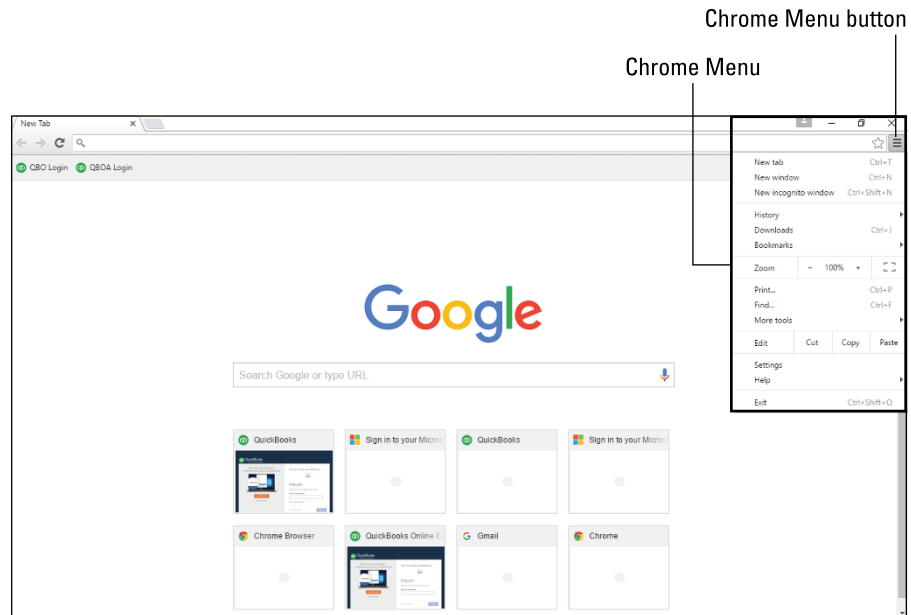 Chrome Menu button
Chrome Menu
New Tab
QBO Login QBOA Login
New tab Ctrl+T
New window Ctrl+N
New incognito window Ctrl+Shift+N
History
Downloads Ctrl+J
Bookmarks
Zoom - 100% +
Print... Ctrl+P
Find... Ctrl+F
More tools
Edit Cut Copy Paste
Settings
Help
Exit Ctrl+Shift+Q
Google
Search Google or type URL
QuickBooks Sign in to your Micros QuickBooks Sign in to your Micros
Chrome Browser QuickBooks Online E Gmail Chrome